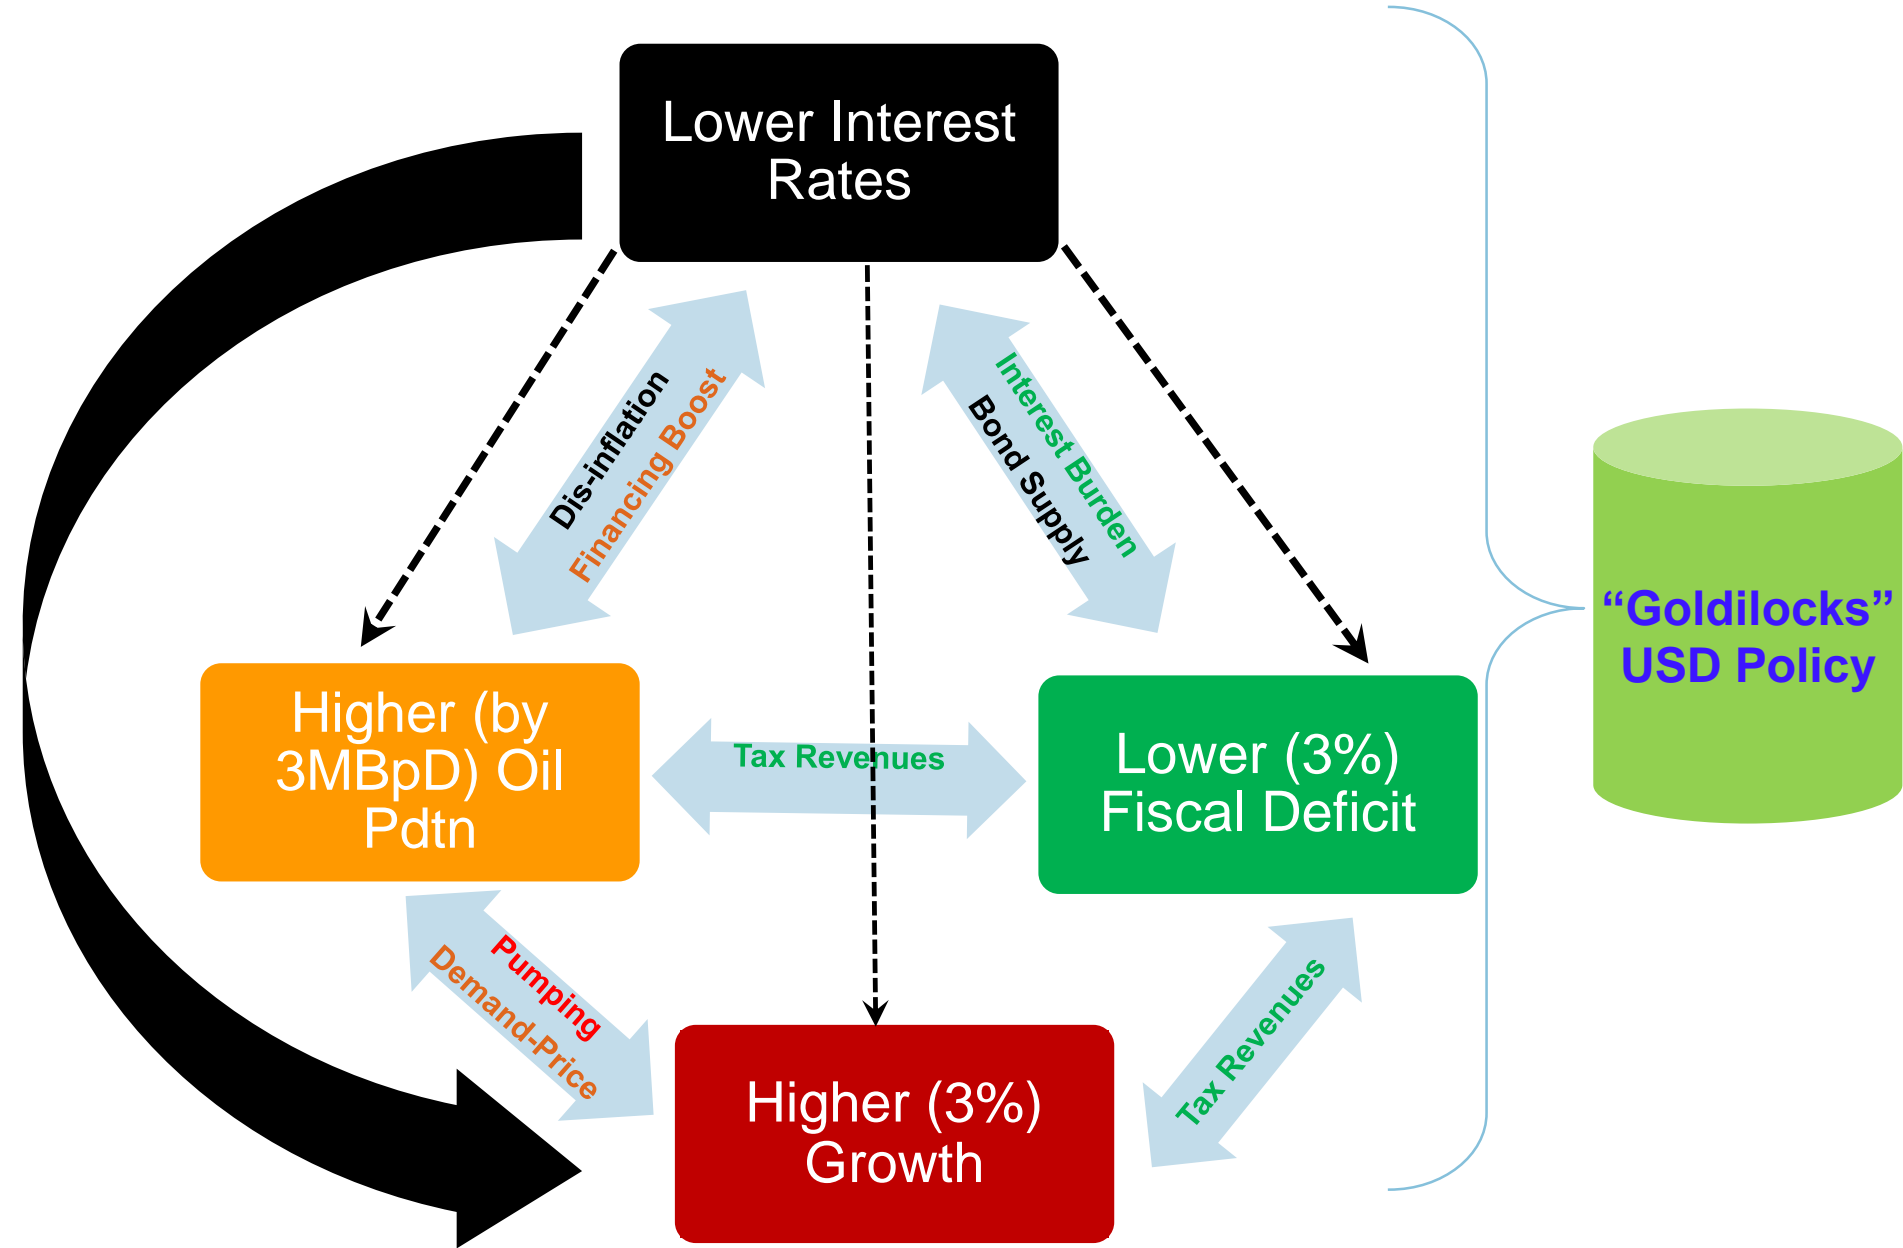 Lower Interest
Rates
Dis-inflation
Financing Boost
Interest Burden
Bond Supply
“Goldilocks”
USD Policy
Higher (by
3MBpD) Oil
Pdtn
Tax Revenues
Lower (3%)
Fiscal Deficit
Pumping
Demand-Price
Tax Revenues
Higher (3%)
Growth